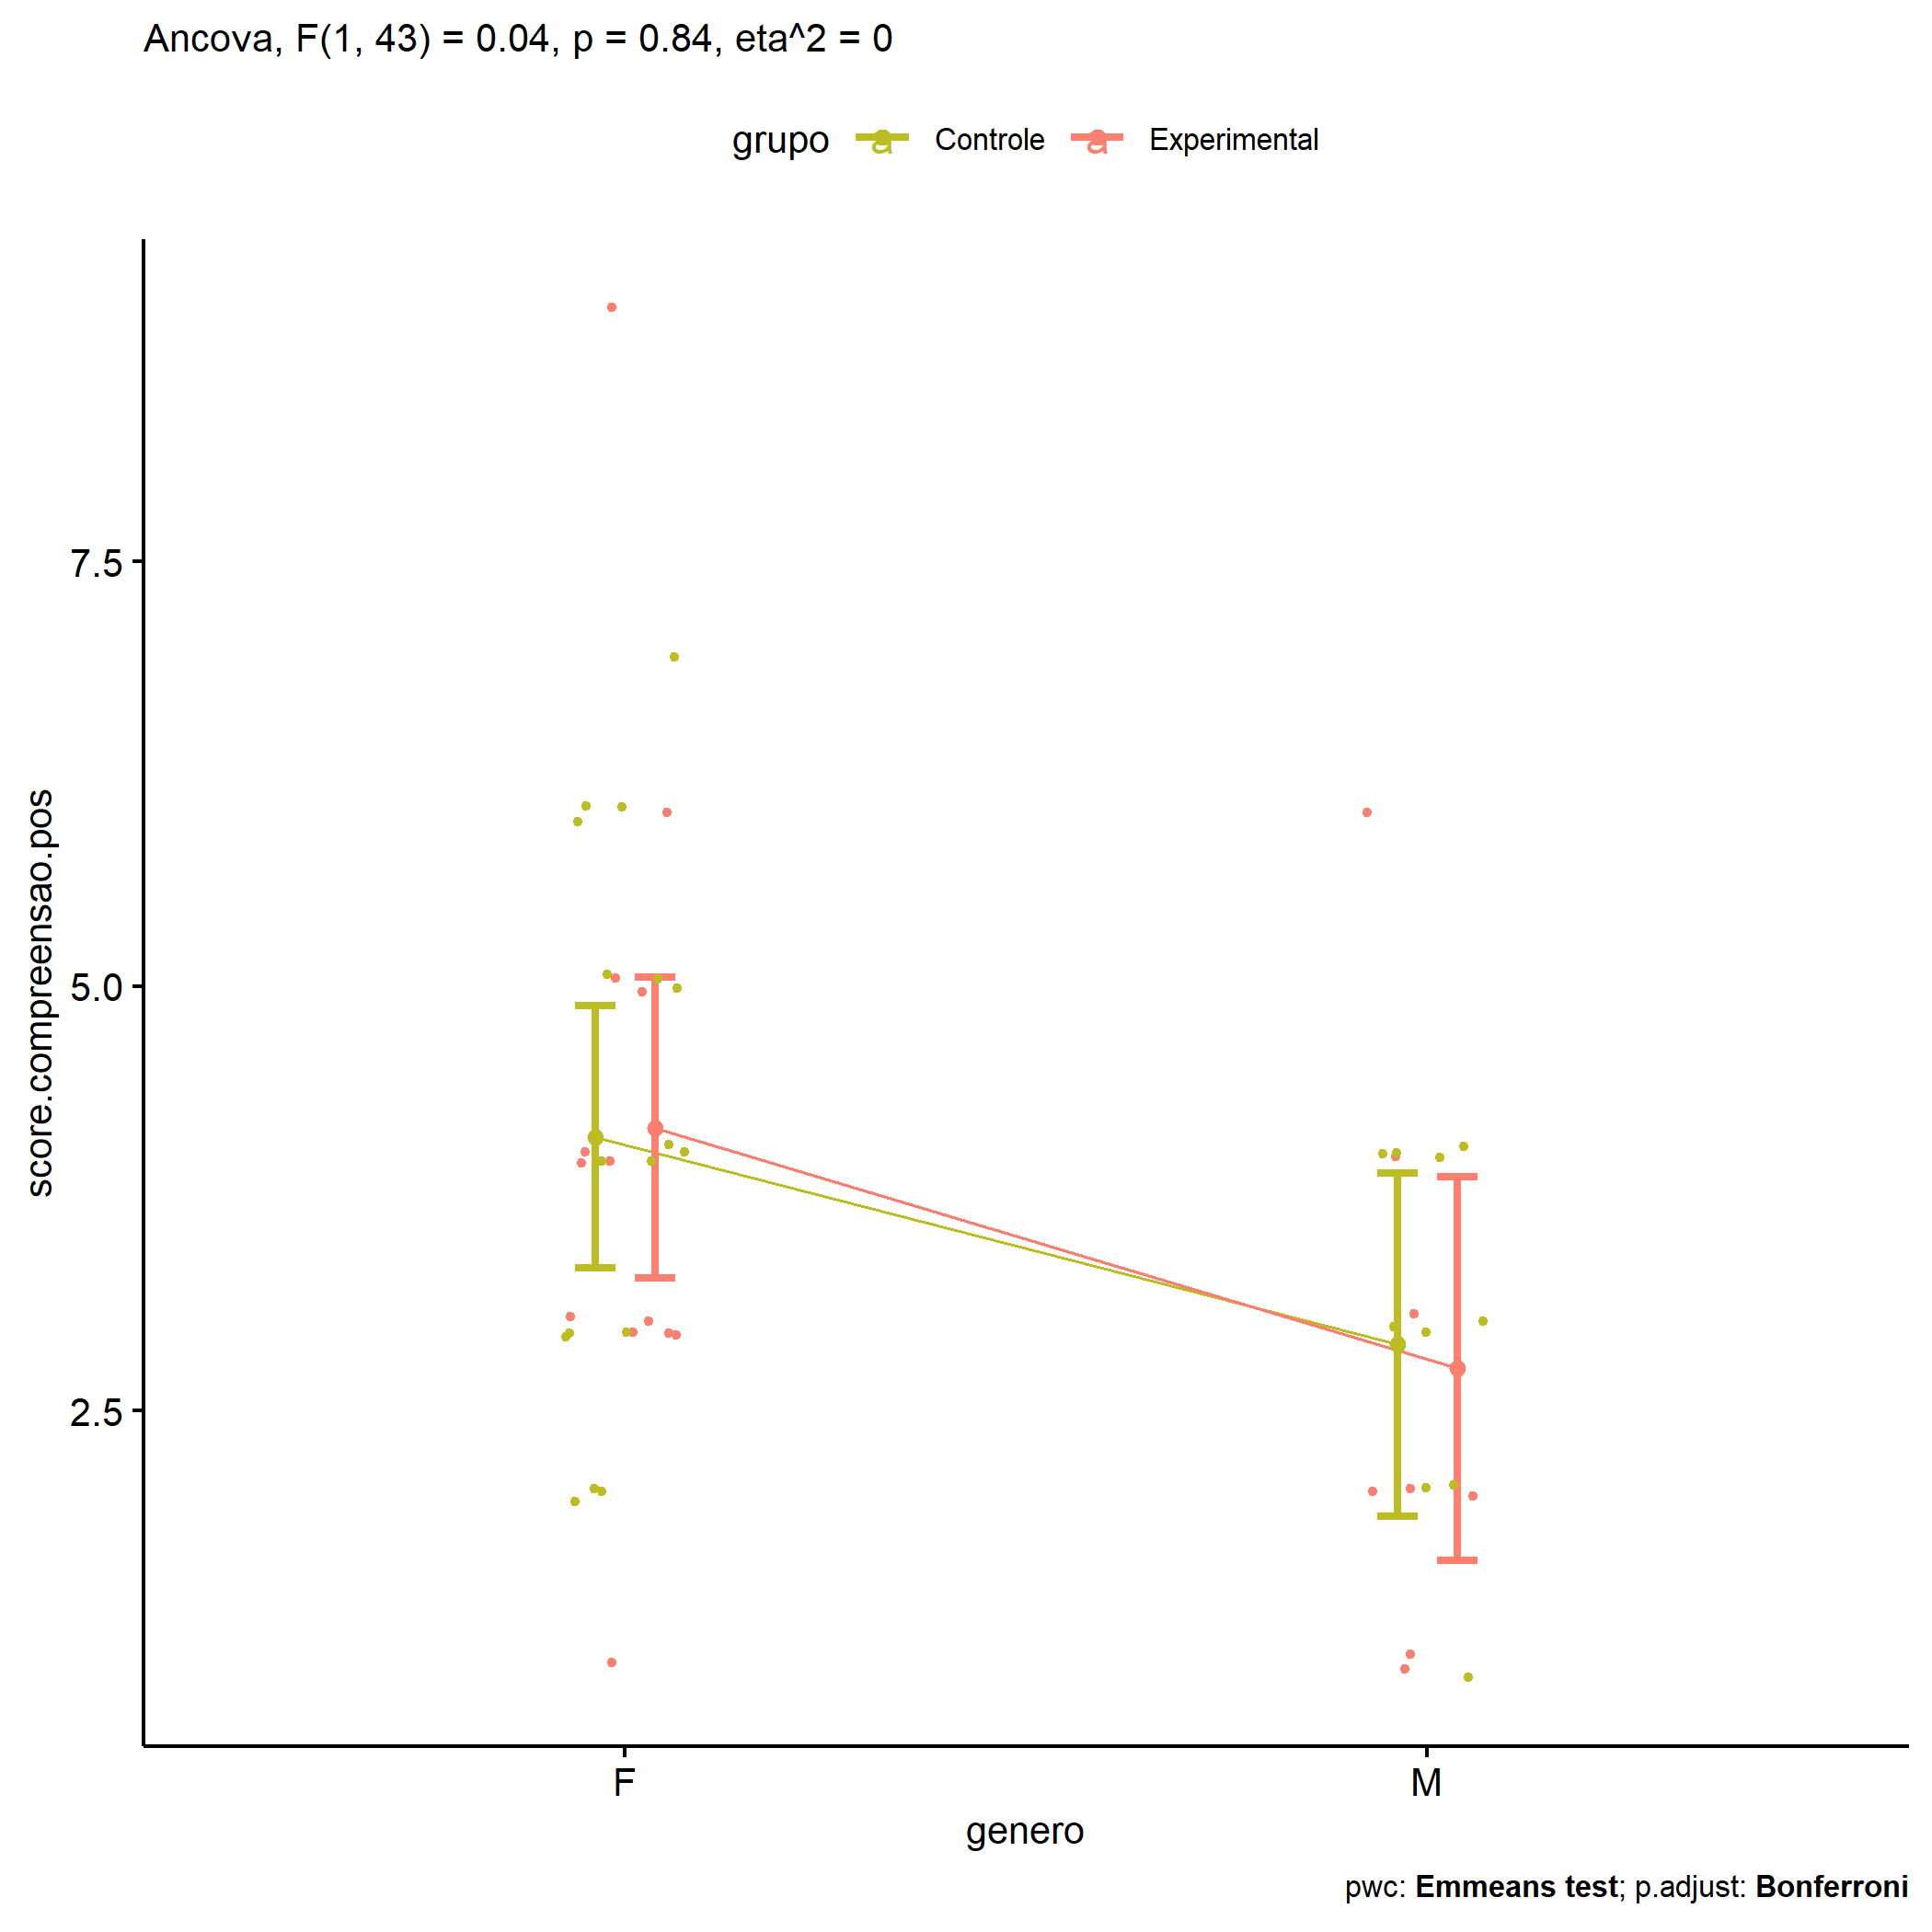 Ancova, F(1, 43) = 0.04, p = 0.84, eta^2 = 0
grupo a Controle a Experimental
7.5
5.0
2.5
score.compreensao.pos
F M
genero
pwc: Emmeans test; p.adjust: Bonferroni